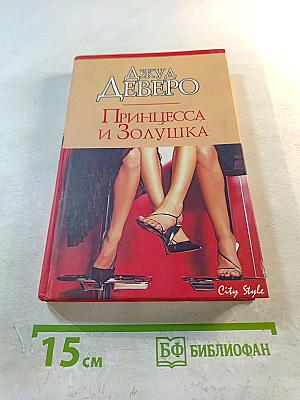 Джуд
Деверо
Принцесса
и Золушка
City Style
15 см
БФ БИБЛИОФАН